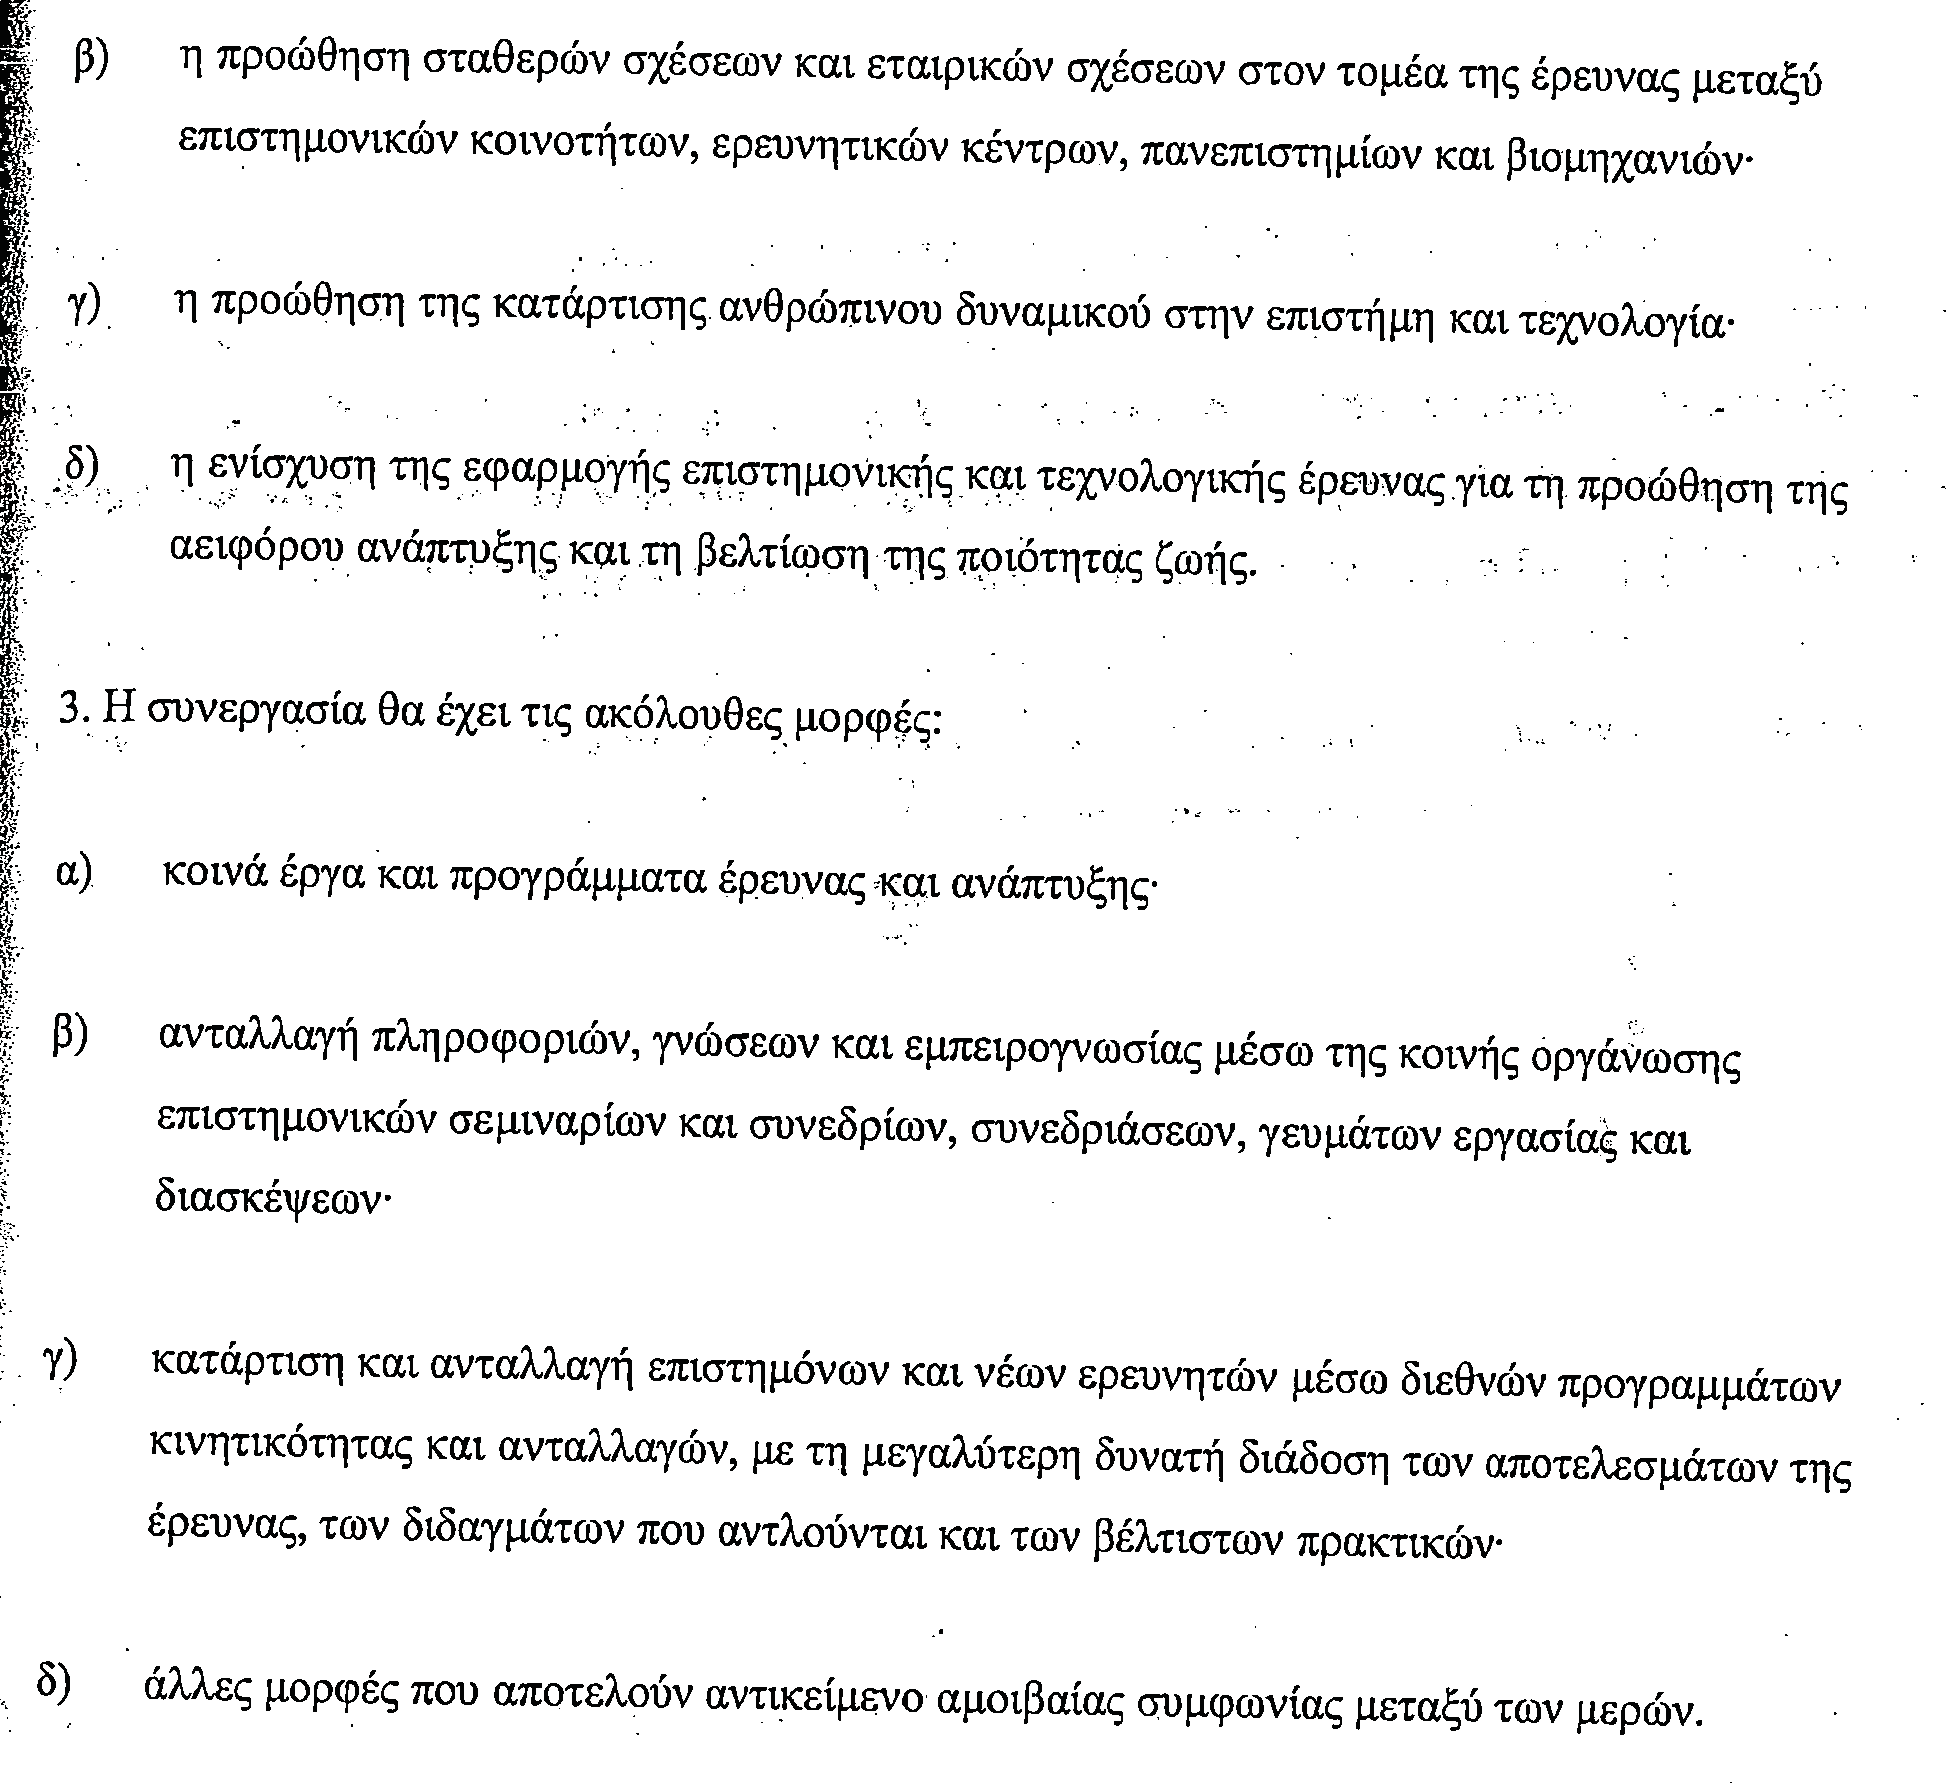 β) η προώθηση σταθερών σχέσεων και εταιρικών σχέσεων στον τομέα της έρευνας μεταξύ
επιστημονικών κοινοτήτων, ερευνητικών κέντρων, πανεπιστημίων και βιομηχανιών·
γ) η προώθηση της κατάρτισης ανθρώπινου δυναμικού στην επιστήμη και τεχνολογία·
δ) η ενίσχυση της εφαρμογής επιστημονικής και τεχνολογικής έρευνας για τη προώθηση της
αειφόρου ανάπτυξης και τη βελτίωση της ποιότητας ζωής.
3. Η συνεργασία θα έχει τις ακόλουθες μορφές:
α) κοινά έργα και προγράμματα έρευνας και ανάπτυξης·
β) ανταλλαγή πληροφοριών, γνώσεων και εμπειρογνωσίας μέσω της κοινής οργάνωσης
επιστημονικών σεμιναρίων και συνεδρίων, συνεδριάσεων, γευμάτων εργασίας και
διασκέψεων·
γ) κατάρτιση και ανταλλαγή επιστημόνων και νέων ερευνητών μέσω διεθνών προγραμμάτων
κινητικότητας και ανταλλαγών, με τη μεγαλύτερη δυνατή διάδοση των αποτελεσμάτων της
έρευνας, των διδαγμάτων που αντλούνται και των βέλτιστων πρακτικών·
δ) άλλες μορφές που αποτελούν αντικείμενο αμοιβαίας συμφωνίας μεταξύ των μερών.